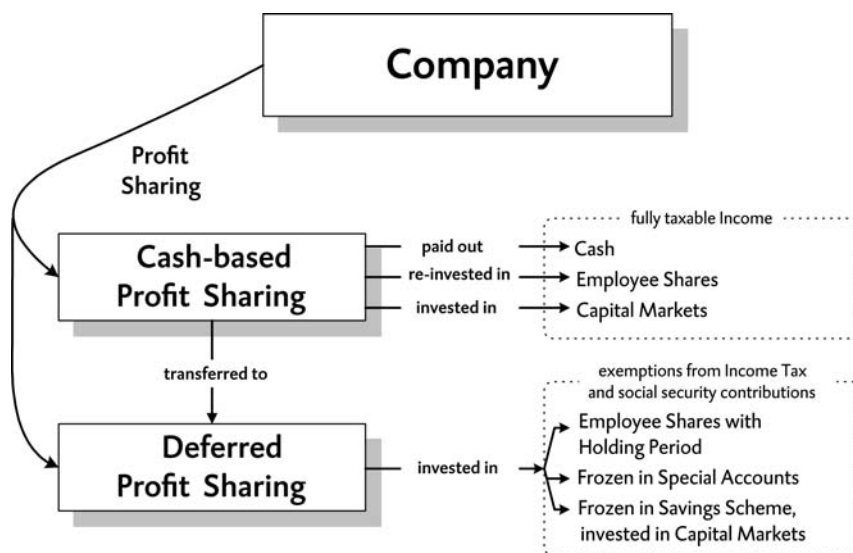 Company
Profit
Sharing
fully taxable Income
Cash-based
Profit Sharing
paid out
Cash
re-invested in
Employee Shares
invested in
Capital Markets
transferred to
exemptions from Income Tax
and social security contributions
Deferred
Profit Sharing
invested in
Employee Shares with
Holding Period
Frozen in Special Accounts
Frozen in Savings Scheme,
invested in Capital Markets